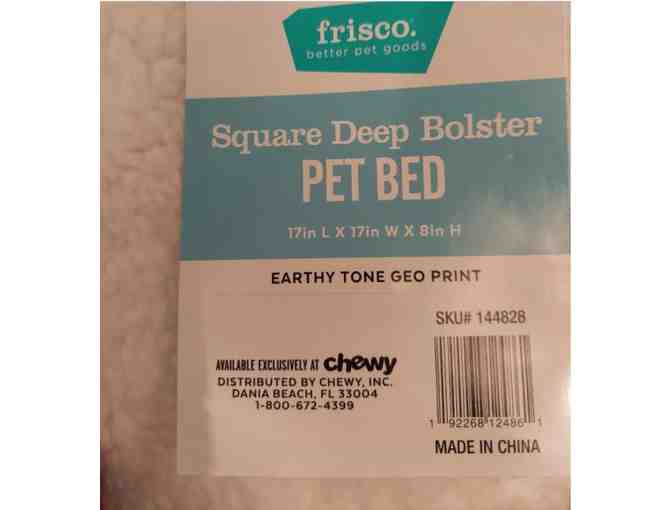 frisco.
better pet goods
Square Deep Bolster
PET BED
17in L X 17in W X 8in H
EARTHY TONE GEO PRINT
SKU# 144828
AVAILABLE EXCLUSIVELY AT chewy
DISTRIBUTED BY CHEWY, INC.
DANIA BEACH, FL 33004
1-800-672-4399
1 92268 12486 1
MADE IN CHINA